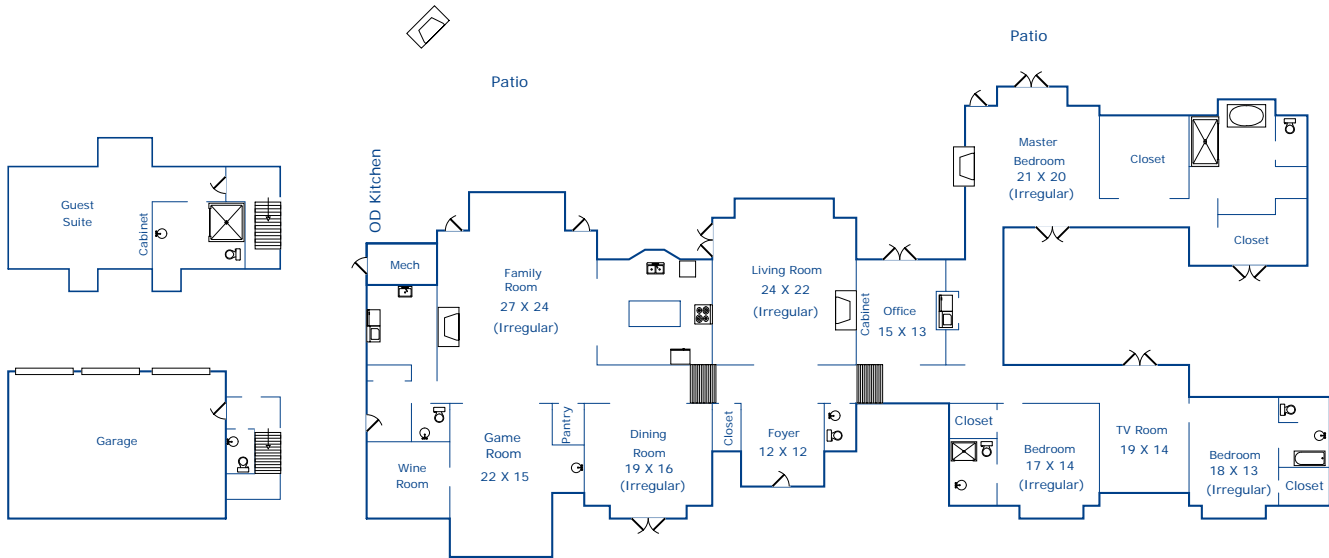 Patio
Patio
OD Kitchen
Guest
Suite
Cabinet
Garage
Mech
Family
Room
27 X 24
(Irregular)
Living Room
24 X 22
(Irregular)
Cabinet
Office
15 X 13
Master
Bedroom
21 X 20
(Irregular)
Closet
Closet
Wine
Room
Game
Room
22 X 15
Pantry
Dining
Room
19 X 16
(Irregular)
Closet
Foyer
12 X 12
Closet
Bedroom
17 X 14
(Irregular)
TV Room
19 X 14
Bedroom
18 X 13
(Irregular)
Closet